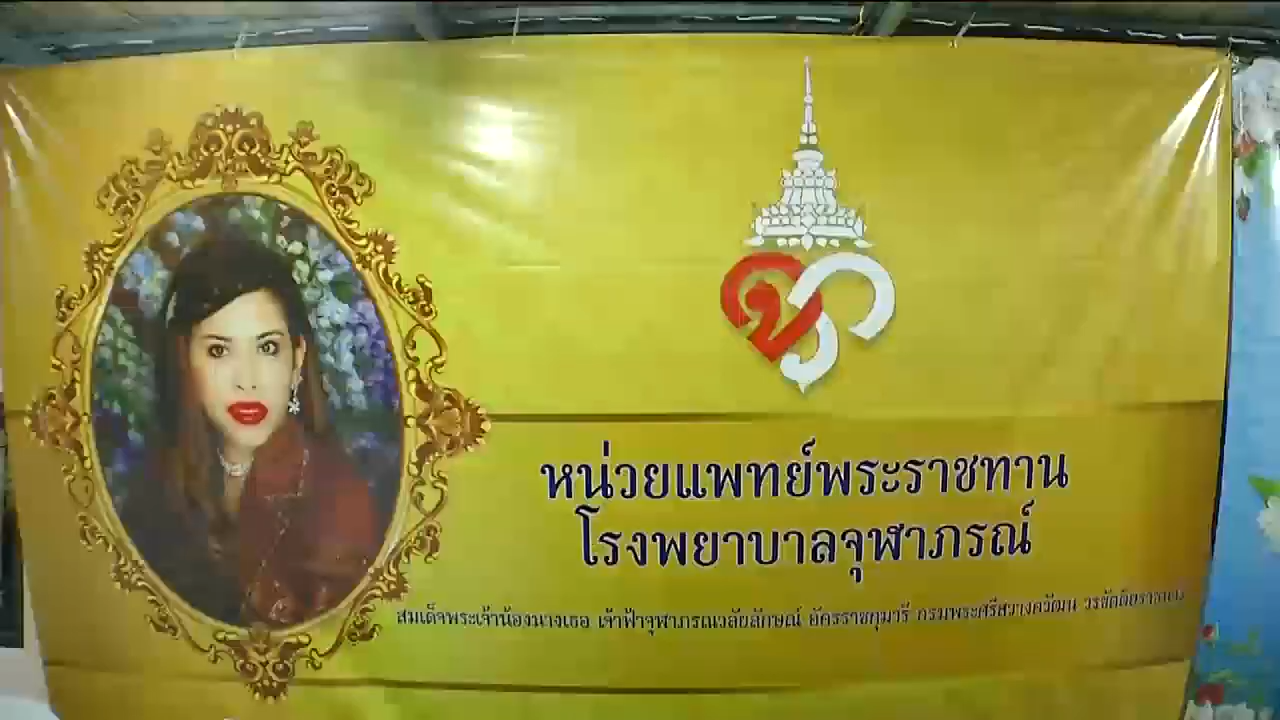 หน่วยแพทย์พระราชทาน
โรงพยาบาลจุฬาภรณ์
สมเด็จพระเจ้าน้องนางเธอ เจ้าฟ้าจุฬาภรณวลัยลักษณ์ อัครราชกุมารี กรมพระศรีสวางควัฒน วรขัตติยราชนารี